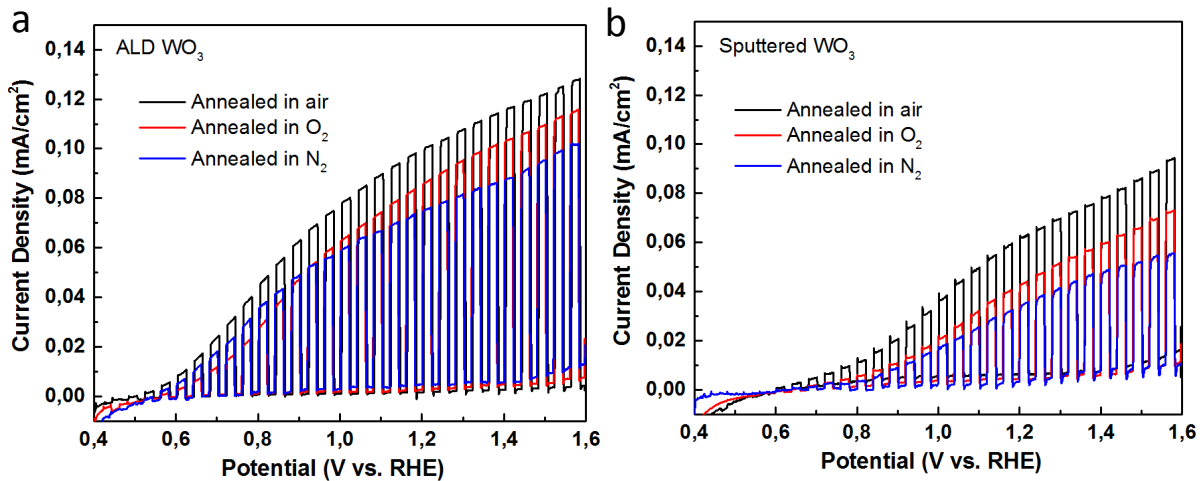 a
ALD WO3
Annealed in air
Annealed in O2
Annealed in N2
0,14
0,12
0,10
0,08
0,06
0,04
0,02
0,00
Current Density (mA/cm2)
0,4 0,6 0,8 1,0 1,2 1,4 1,6
Potential (V vs. RHE)
b
Sputtered WO3
Annealed in air
Annealed in O2
Annealed in N2
0,14
0,12
0,10
0,08
0,06
0,04
0,02
0,00
Current Density (mA/cm2)
0,4 0,6 0,8 1,0 1,2 1,4 1,6
Potential (V vs. RHE)